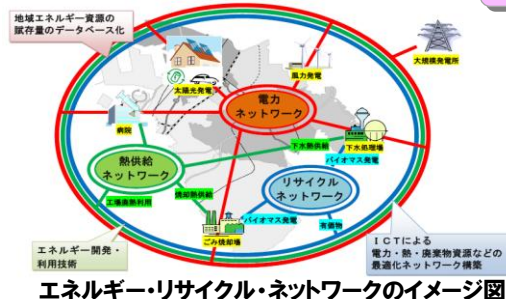 地域エネルギー資源の
賦存量のデータベース化
大規模発電所
太陽光発電
風力発電
電力
ネットワーク
病院
下水熱供給
下水処理場
バイオマス発電
熱供給
ネットワーク
リサイクル
ネットワーク
工場廃熱利用
焼却熱供給
バイオマス発電
有価物
ごみ焼却場
エネルギー開発・
利用技術
ICTによる
電力・熱・廃棄物資源などの
最適化ネットワーク構築
エネルギー・リサイクル・ネットワークのイメージ図